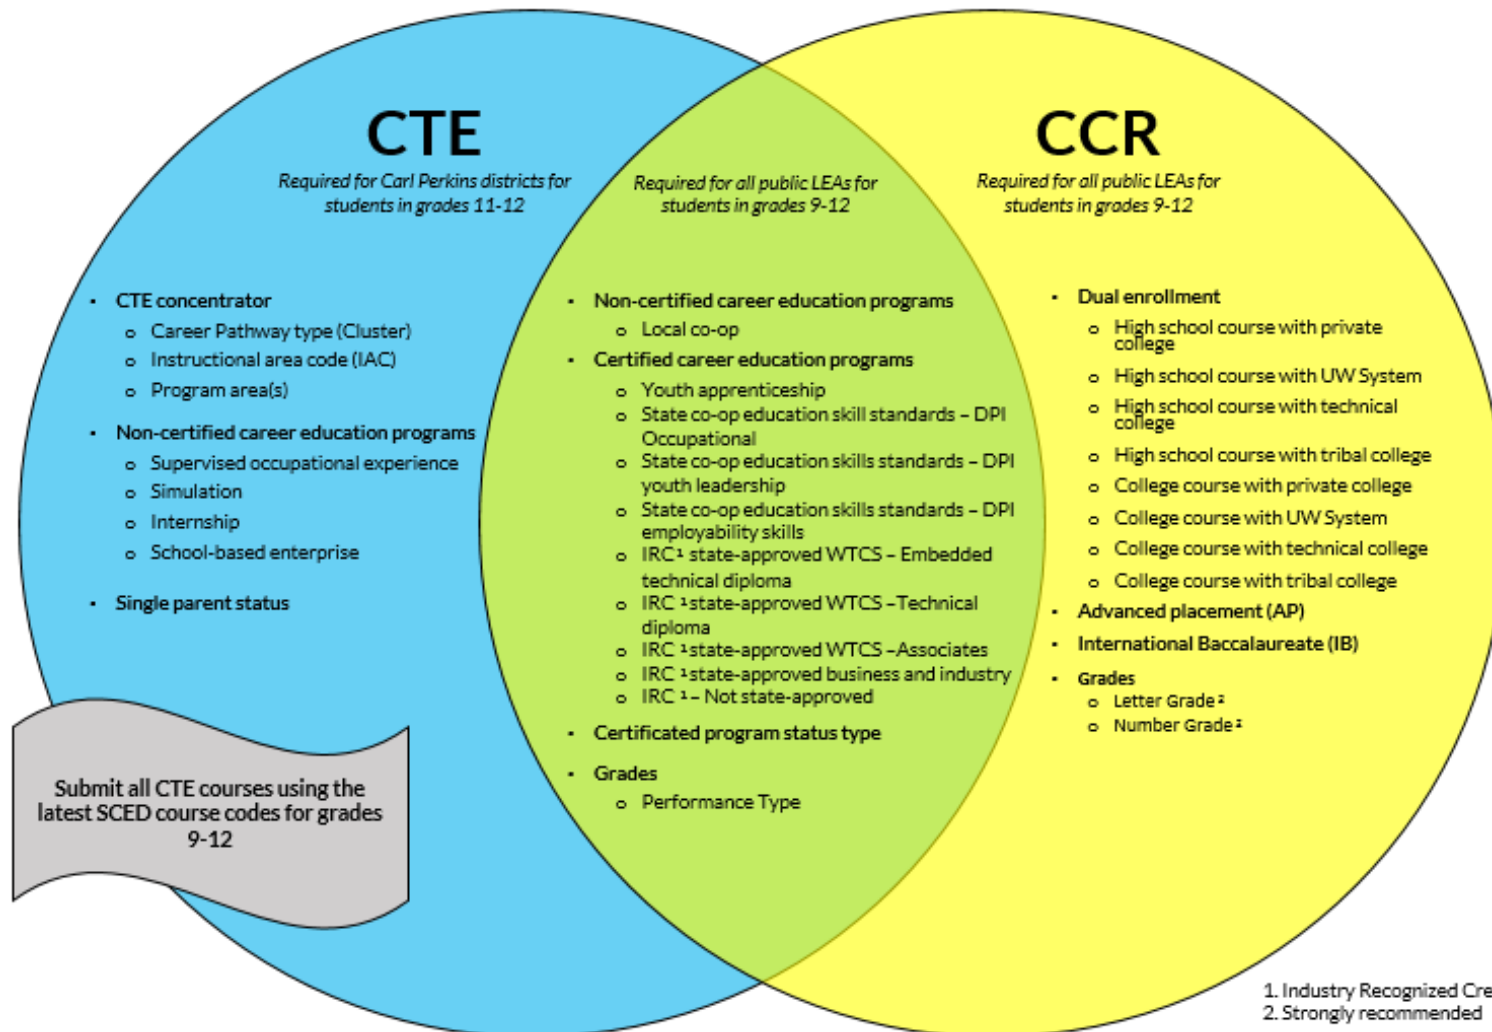 CTE
Required for Carl Perkins districts for
students in grades 11-12
• CTE concentrator
o Career Pathway type (Cluster)
o Instructional area code (IAC)
o Program area(s)
• Non-certified career education programs
o Supervised occupational experience
o Simulation
o Internship
o School-based enterprise
• Single parent status
Submit all CTE courses using the
latest SCED course codes for grades
9-12
Required for all public LEAs for
students in grades 9-12
• Non-certified career education programs
o Local co-op
• Certified career education programs
o Youth apprenticeship
o State co-op education skill standards – DPI
Occupational
o State co-op education skills standards – DPI
youth leadership
o State co-op education skills standards – DPI
employability skills
o IRC ¹ state-approved WTCS – Embedded
technical diploma
o IRC ¹ state-approved WTCS –Technical
diploma
o IRC ¹ state-approved WTCS –Associates
o IRC ¹ state-approved business and industry
o IRC ¹ – Not state-approved
• Certificated program status type
• Grades
o Performance Type
CCR
Required for all public LEAs for
students in grades 9-12
• Dual enrollment
o High school course with private
college
o High school course with UW System
o High school course with technical
college
o High school course with tribal college
o College course with private college
o College course with UW System
o College course with technical college
o College course with tribal college
• Advanced placement (AP)
• International Baccalaureate (IB)
• Grades
o Letter Grade ²
o Number Grade ²
1. Industry Recognized Cre
2. Strongly recommended